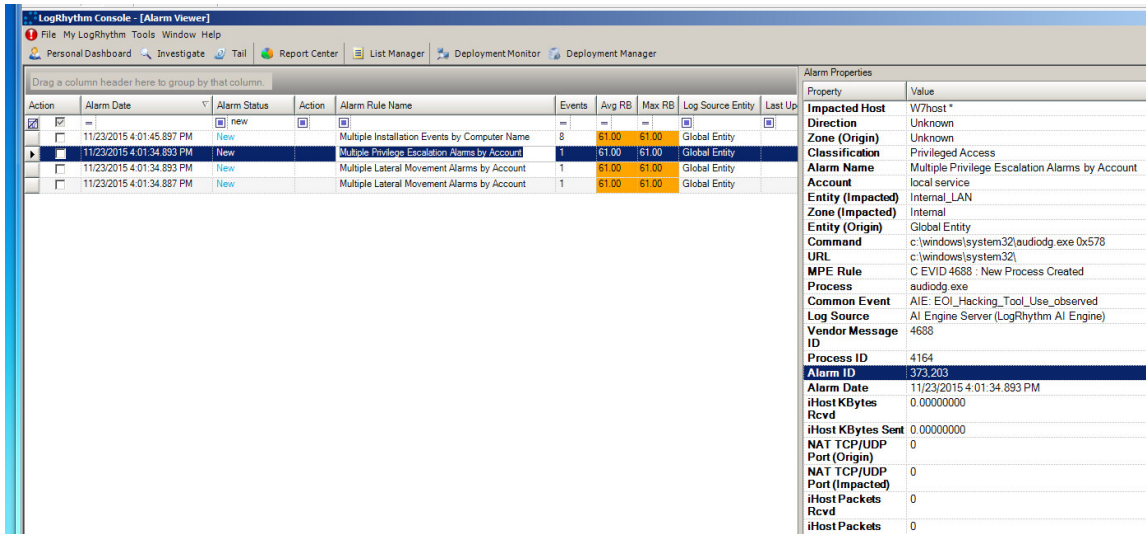 LogRhythm Console - [Alarm Viewer]
File My LogRhythm Tools Window Help
Personal Dashboard Investigate Tail Report Center List Manager Deployment Monitor Deployment Manager
Drag a column header here to group by that column.
Action Alarm Date Alarm Status Action Alarm Rule Name Events Avg RB Max RB Log Source Entity Last Up
= new = = =
11/23/2015 4:01:45.897 PM New Multiple Installation Events by Computer Name 8 61.00 61.00 Global Entity
11/23/2015 4:01:34.893 PM New Multiple Privilege Escalation Alarms by Account 1 61.00 61.00 Global Entity
11/23/2015 4:01:34.893 PM New Multiple Lateral Movement Alarms by Account 1 61.00 61.00 Global Entity
11/23/2015 4:01:34.887 PM New Multiple Lateral Movement Alarms by Account 1 61.00 61.00 Global Entity
Alarm Properties
Property Value
Impacted Host W7host *
Direction Unknown
Zone (Origin) Unknown
Classification Privileged Access
Alarm Name Multiple Privilege Escalation Alarms by Account
Account local service
Entity (Impacted) Internal_LAN
Zone (Impacted) Internal
Entity (Origin) Global Entity
Command c:\windows\system32\audiodg.exe 0x578
URL c:\windows\system32\
MPE Rule C EVID 4688 : New Process Created
Process audiodg.exe
Common Event AIE: EOI_Hacking_Tool_Use_observed
Log Source AI Engine Server (LogRhythm AI Engine)
Vendor Message 4688
ID
Process ID 4164
Alarm ID 373,203
Alarm Date 11/23/2015 4:01:34.893 PM
iHost KBytes 0.00000000
Rcvd
iHost KBytes Sent 0.00000000
NAT TCP/UDP 0
Port (Origin)
NAT TCP/UDP 0
Port (Impacted)
iHost Packets 0
Rcvd
iHost Packets 0